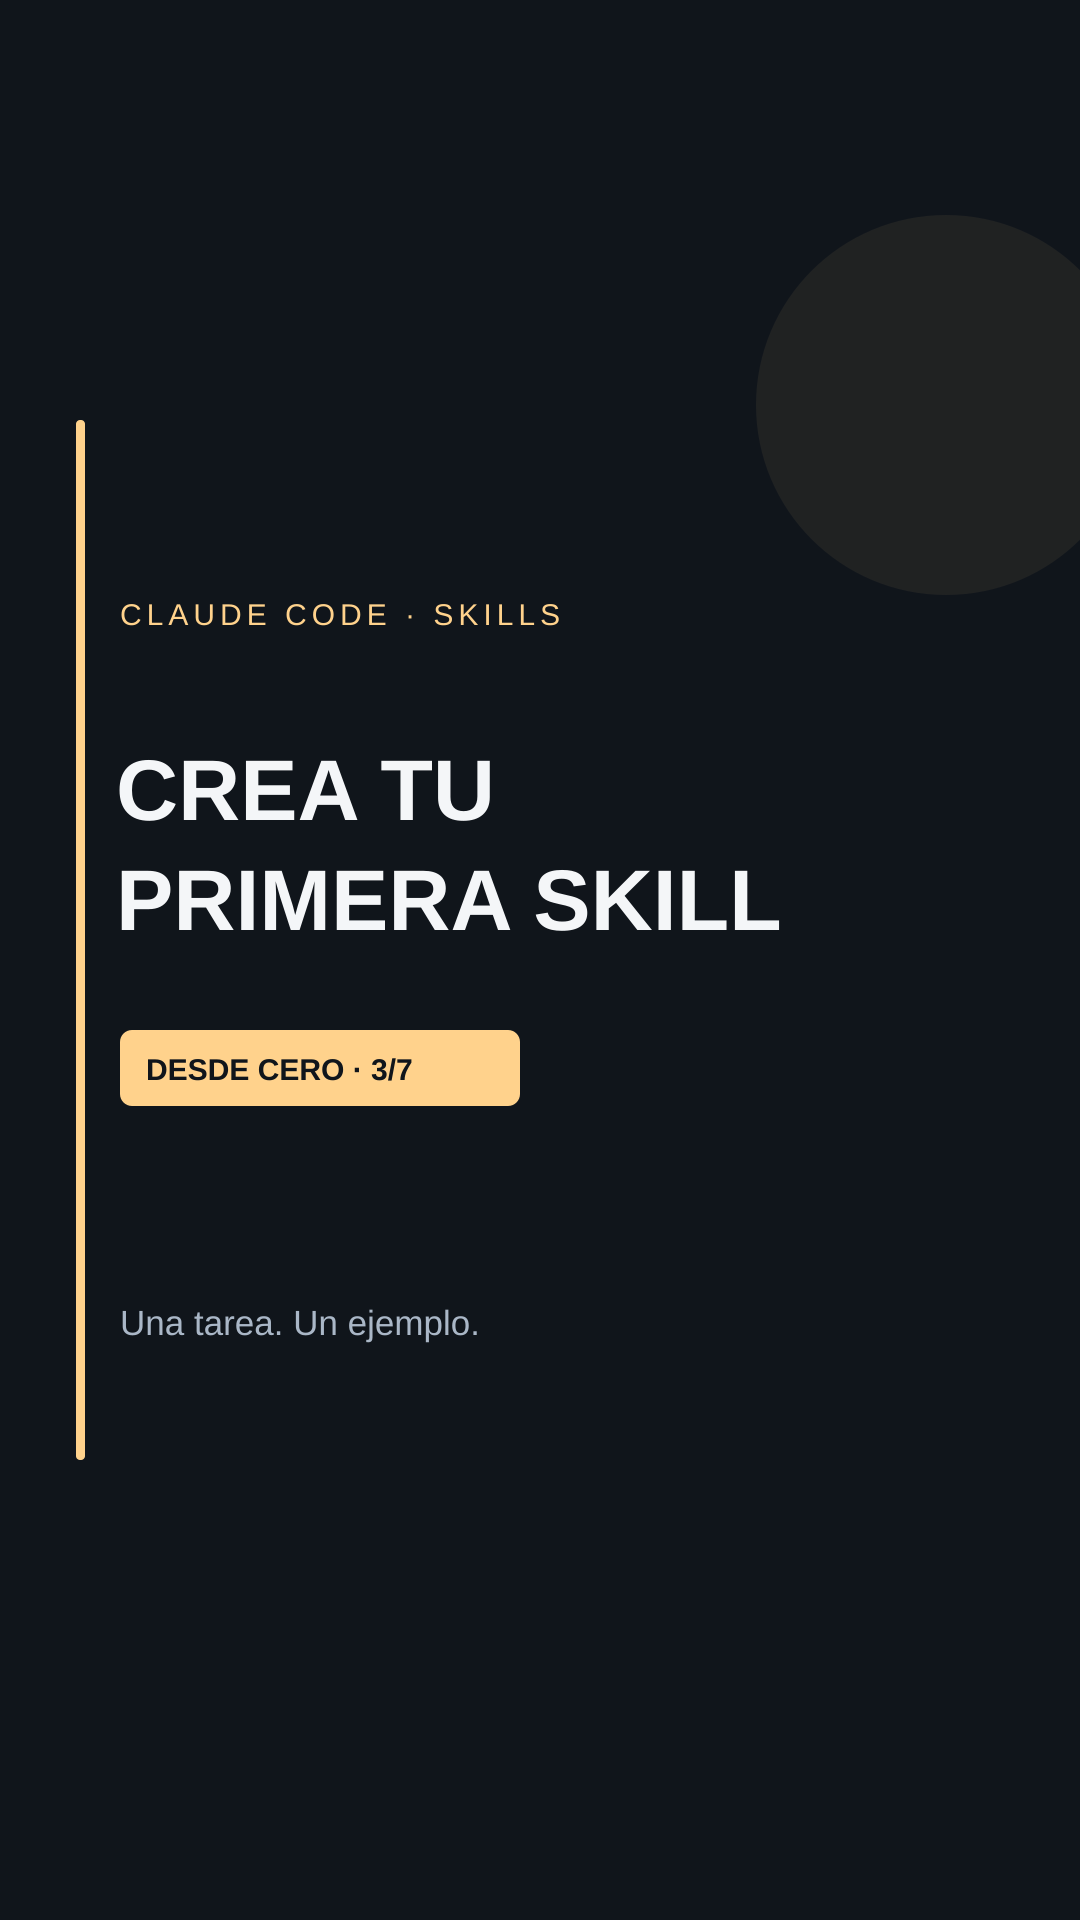 CLAUDE CODE · SKILLS
CREA TU
PRIMERA SKILL
DESDE CERO · 3/7
Una tarea. Un ejemplo.